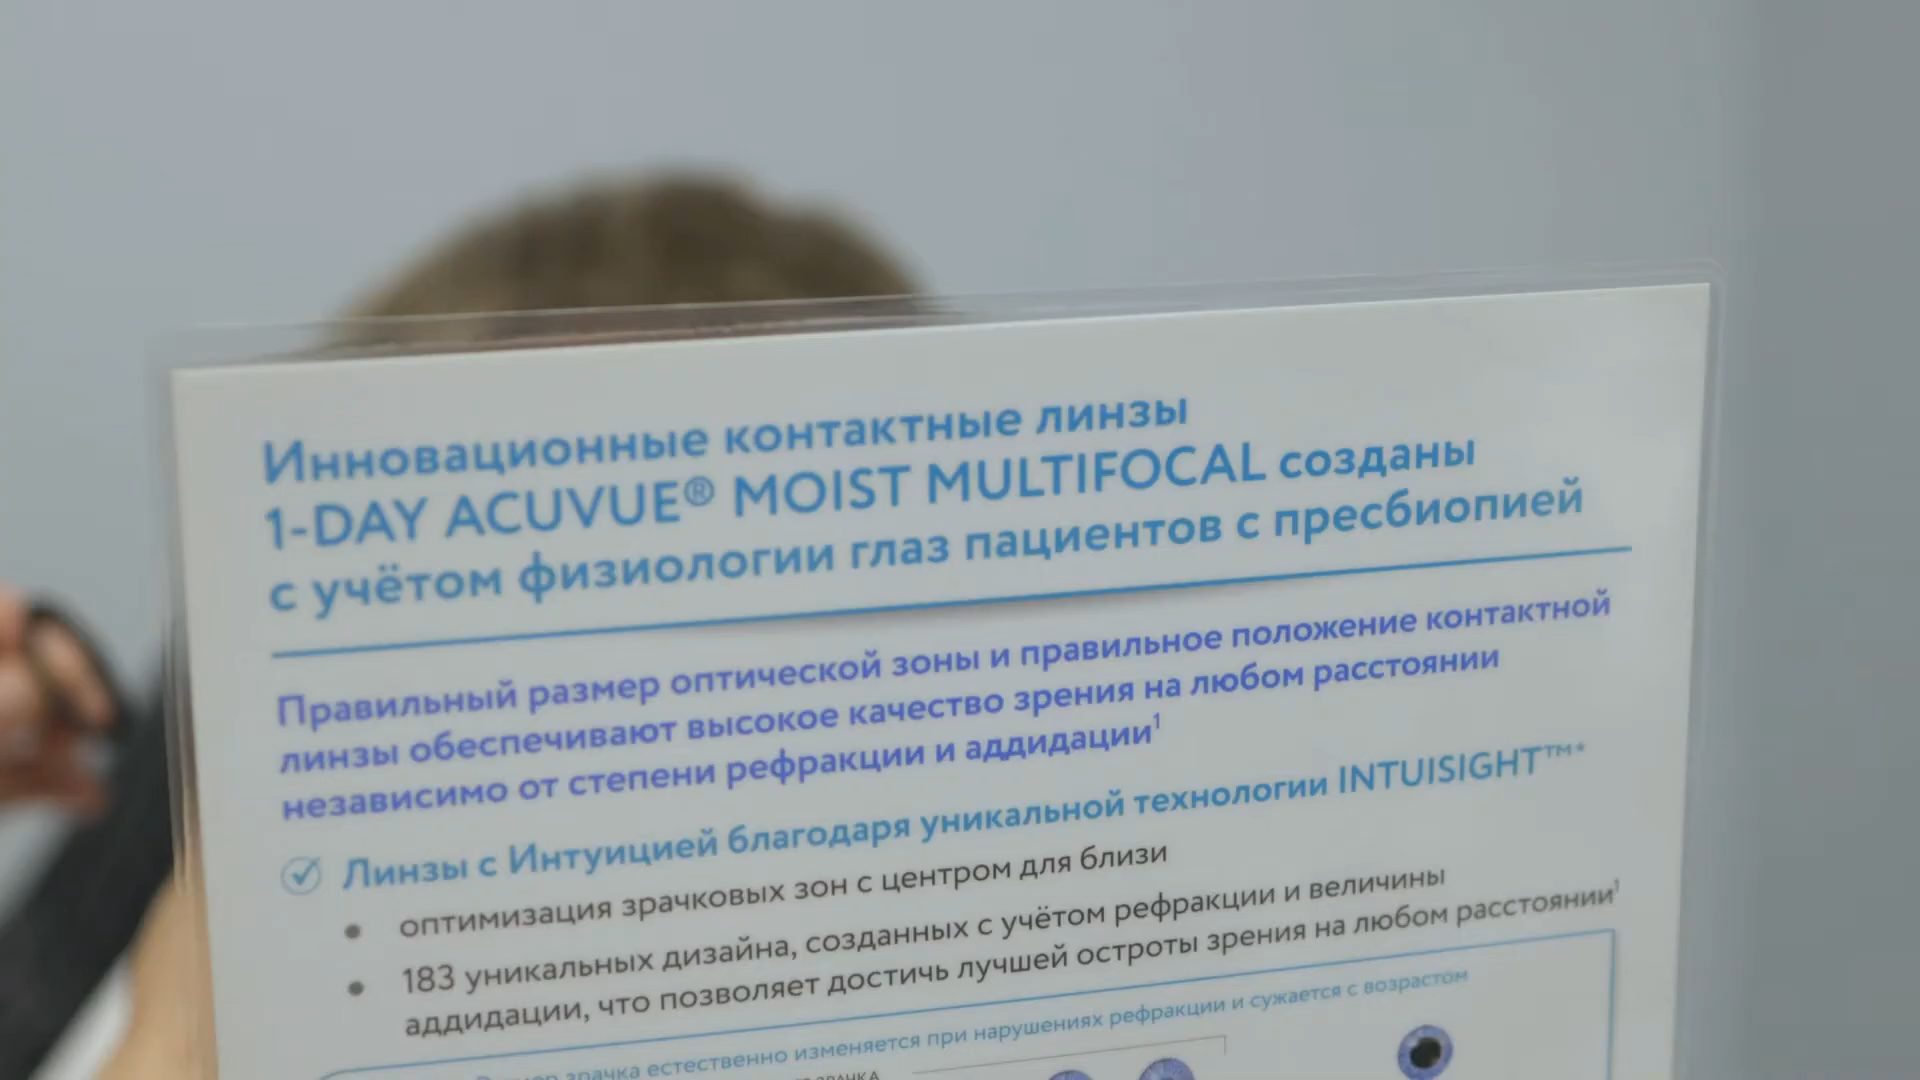 Инновационные контактные линзы
1-DAY ACUVUE® MOIST MULTIFOCAL созданы
с учётом физиологии глаз пациентов с пресбиопией
Правильный размер оптической зоны и правильное положение контактной
линзы обеспечивают высокое качество зрения на любом расстоянии
независимо от степени рефракции и аддидации¹
Линзы с Интуицией благодаря уникальной технологии INTUISIGHT™*
• оптимизация зрачковых зон с центром для близи
• 183 уникальных дизайна, созданных с учётом рефракции и величины
аддидации, что позволяет достичь лучшей остроты зрения на любом расстоянии¹
зрачка естественно изменяется при нарушениях рефракции и сужается с возрастом